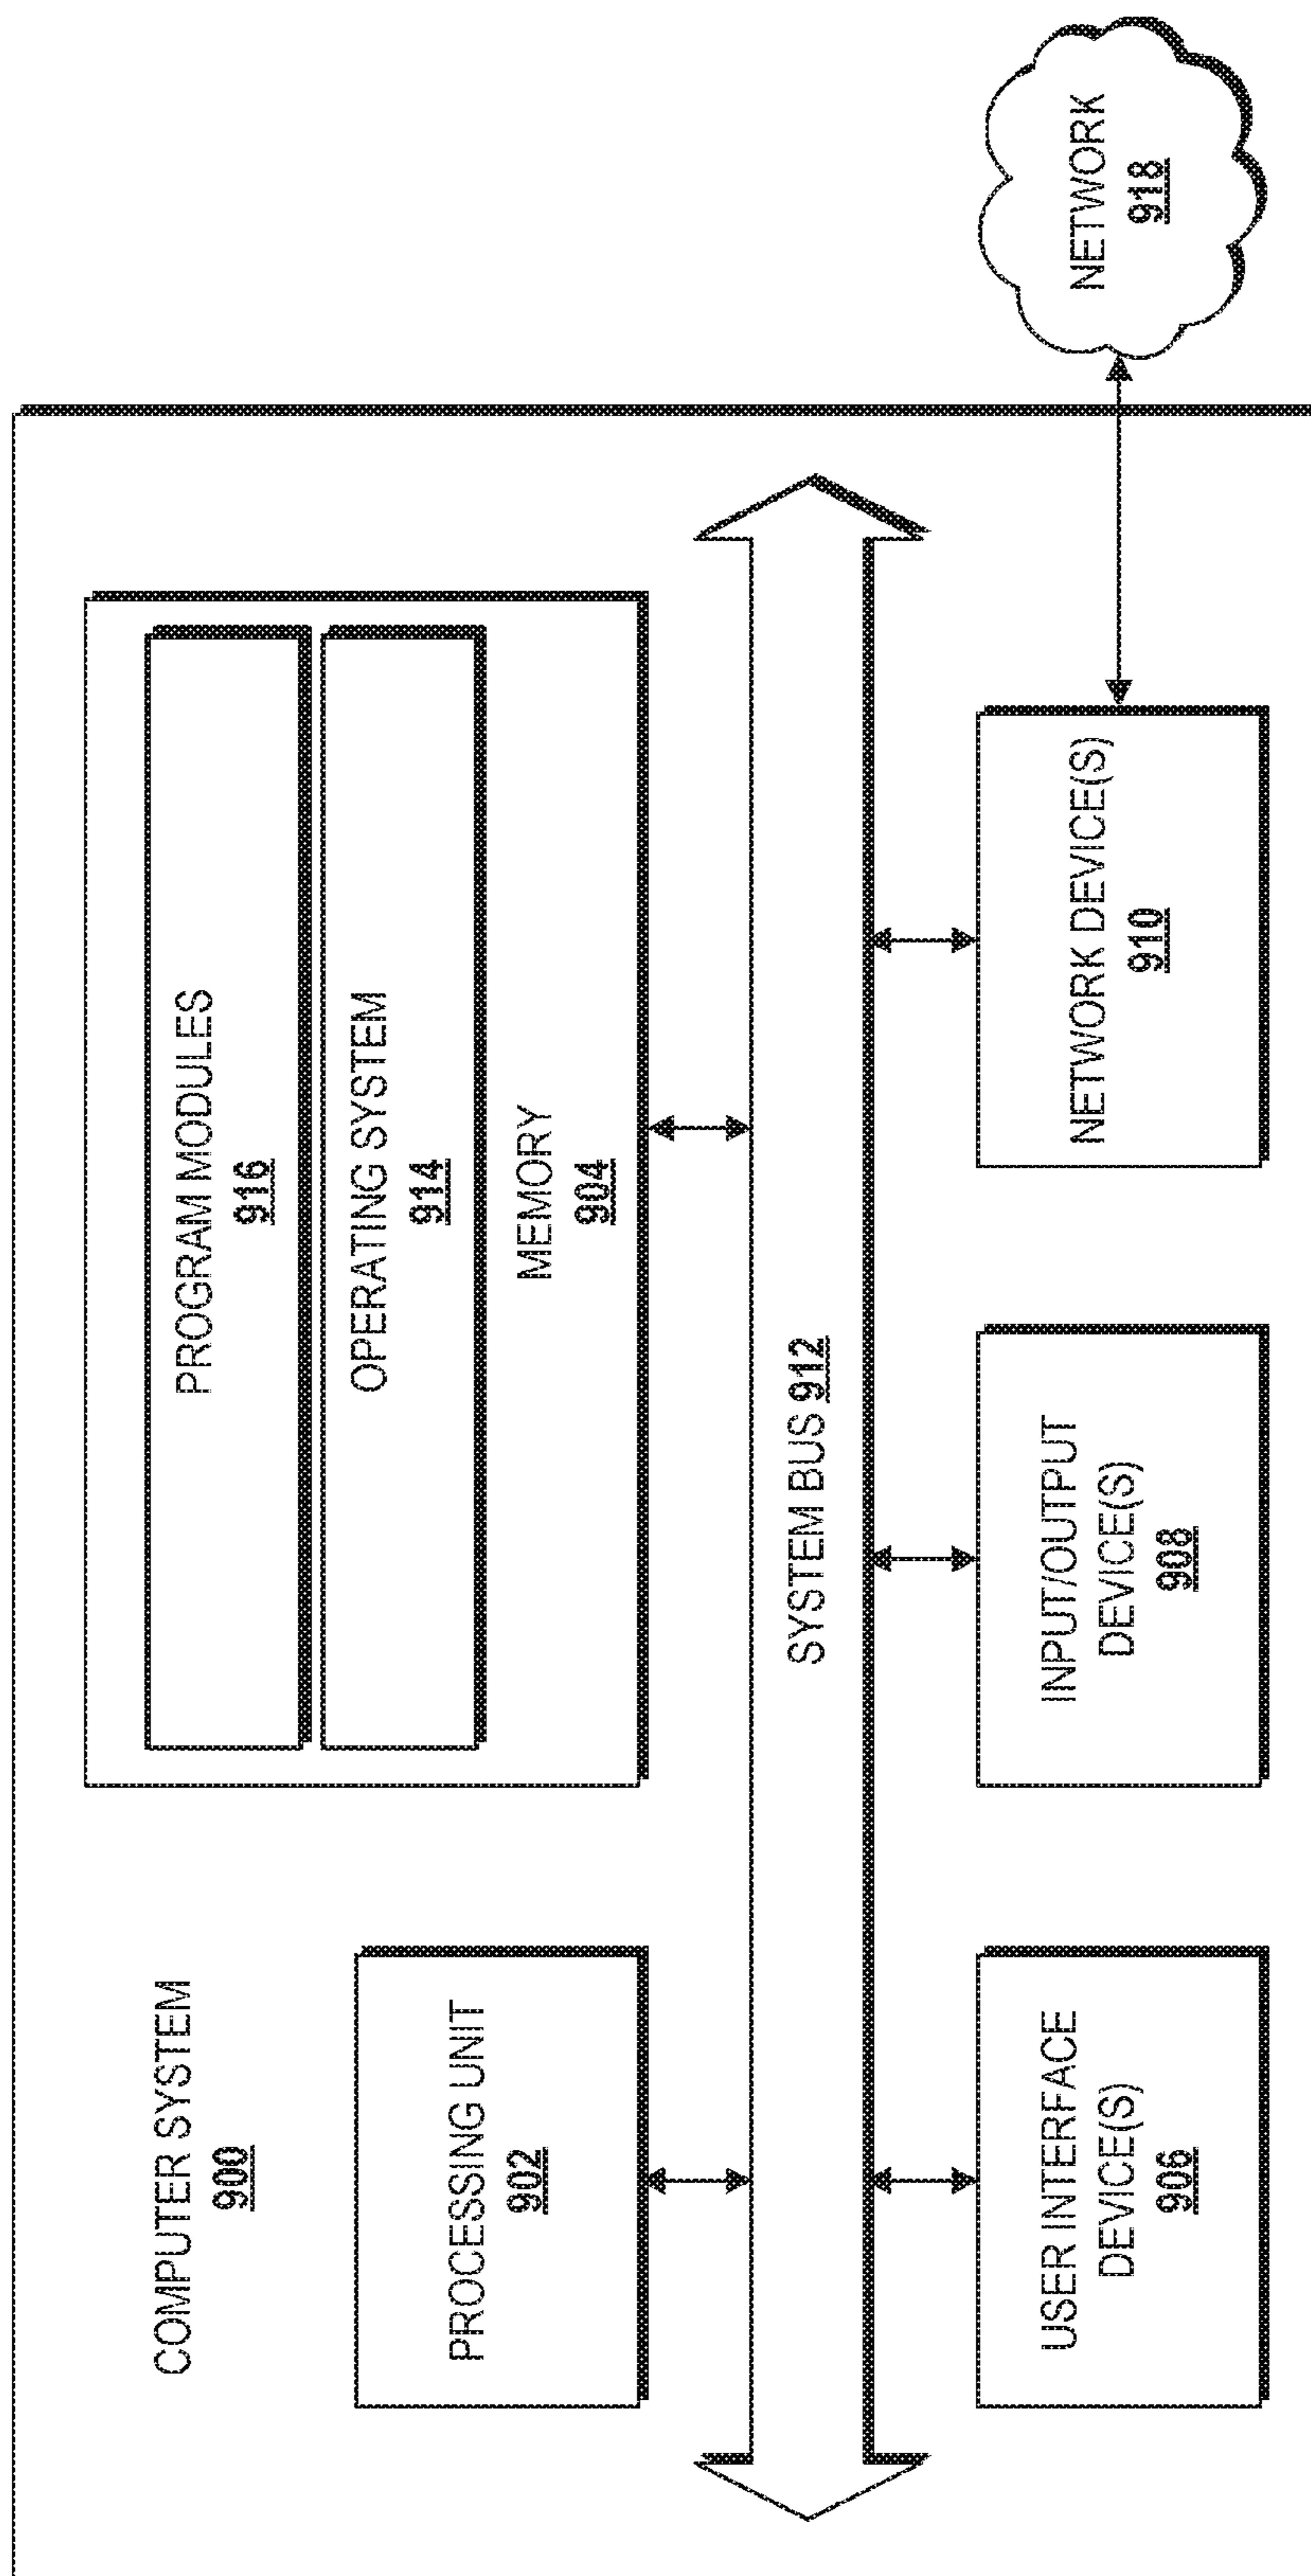 COMPUTER SYSTEM
900
PROCESSING UNIT
902
PROGRAM MODULES
916
OPERATING SYSTEM
914
MEMORY
904
SYSTEM BUS 912
USER INTERFACE
DEVICE(S)
906
INPUT/OUTPUT
DEVICE(S)
908
NETWORK DEVICE(S)
910
NETWORK
918